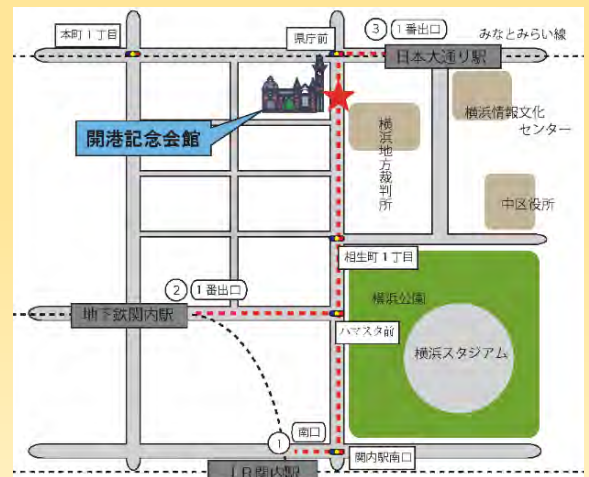 本町1丁目
県庁前
③
1番出口
みなとみらい線
日本大通り駅
開港記念会館
横浜地方裁判所
横浜情報文化
センター
中区役所
相生町1丁目
②
1番出口
地下鉄関内駅
横浜公園
ハマスタ前
横浜スタジアム
①
南口
関内駅南口
JR関内駅